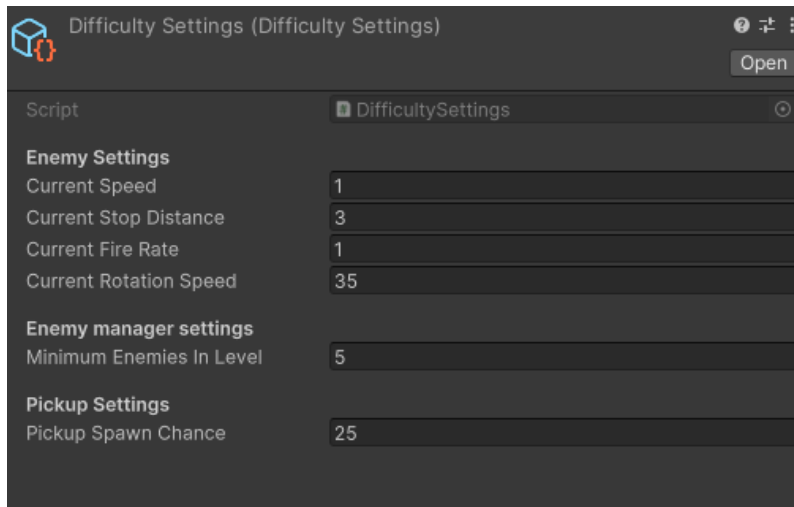 Difficulty Settings (Difficulty Settings)
Open
Script DifficultySettings
Enemy Settings
Current Speed 1
Current Stop Distance 3
Current Fire Rate 1
Current Rotation Speed 35
Enemy manager settings
Minimum Enemies In Level 5
Pickup Settings
Pickup Spawn Chance 25